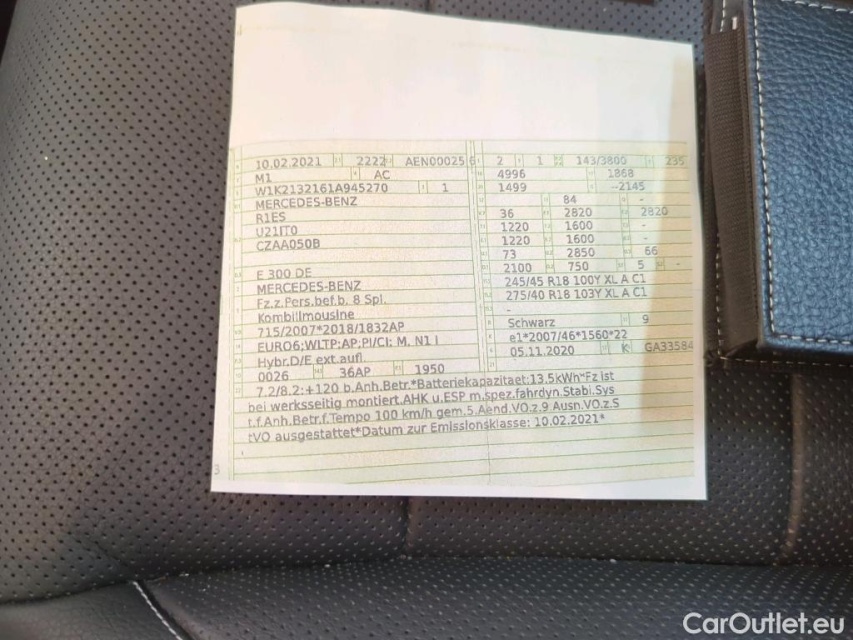 10.02.2021 2222 AEN00025 6
M1 AC
W1K2132161A945270 1
MERCEDES-BENZ
R1ES
U21IT0
CZAA050B
E 300 DE
MERCEDES-BENZ
Fz.z.Pers.bef.b. 8 Spl.
Kombilimousine
715/2007*2018/1832AP
EURO6;WLTP;AP;PI/CI; M, N1 I
Hybr.D/E ext.aufl.
0026 36AP 1950
2 1 143/3800 235
4996 1868
1499 --2145
84 -
36 2820 2820
1220 1600 -
1220 1600 -
73 2850 66
2100 750 5 -
245/45 R18 100Y XL A C1
275/40 R18 103Y XL A C1
-
Schwarz 9
e1*2007/46*1560*22
05.11.2020 K GA33584
7.2/8.2:+120 b.Anh.Betr.*Batteriekapazitaet:13.5kWh*Fz ist
bei werksseitig montiert.AHK u.ESP m.spez.fahrdyn.Stabi.Sys
t.f.Anh.Betr.f.Tempo 100 km/h gem.5.Aend.VO.z.9 Ausn.VO.z.S
tVO ausgestattet*Datum zur Emissionsklasse: 10.02.2021*
3
CarOutlet.eu